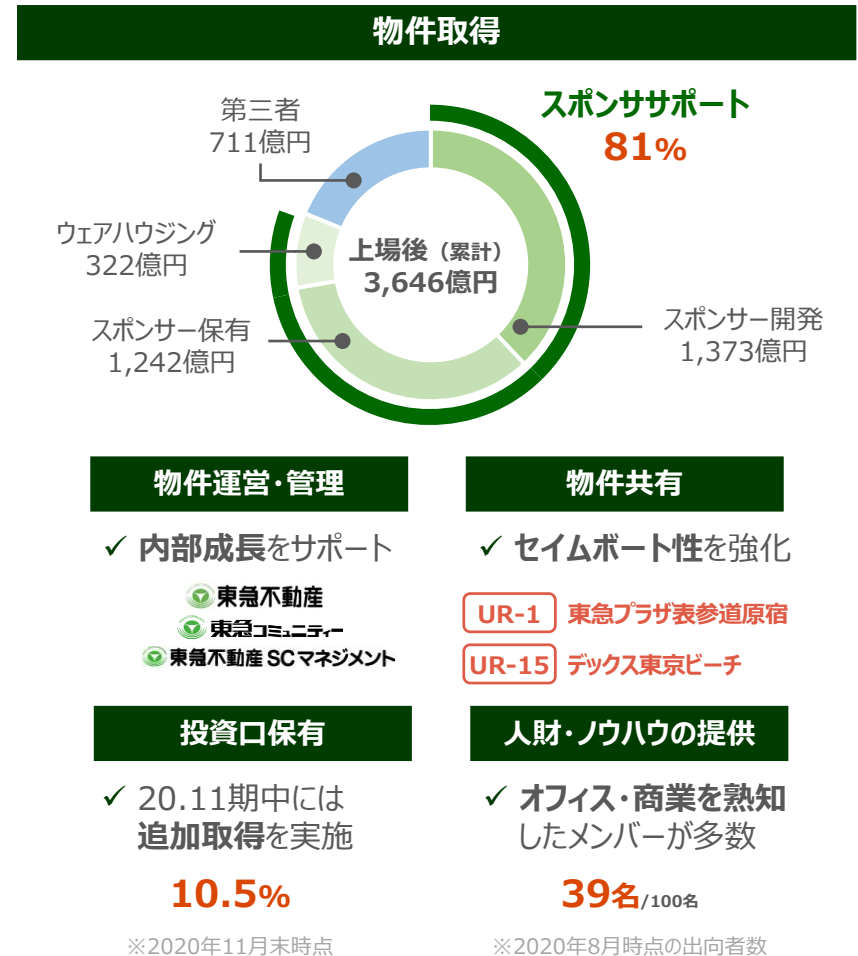 物件取得
スポンササポート
81%
第三者
711億円
ウェアハウジング
322億円
上場後（累計）
3,646億円
スポンサー保有
1,242億円
スポンサー開発
1,373億円
物件運営・管理
✓ 内部成長をサポート
東急不動産
東急コミュニティー
東急不動産 SCマネジメント
物件共有
✓ セイムボート性を強化
UR-1 東急プラザ表参道原宿
UR-15 デックス東京ビーチ
投資口保有
✓ 20.11期中には
追加取得を実施
10.5%
※2020年11月末時点
人財・ノウハウの提供
✓ オフィス・商業を熟知
したメンバーが多数
39名/100名
※2020年8月時点の出向者数